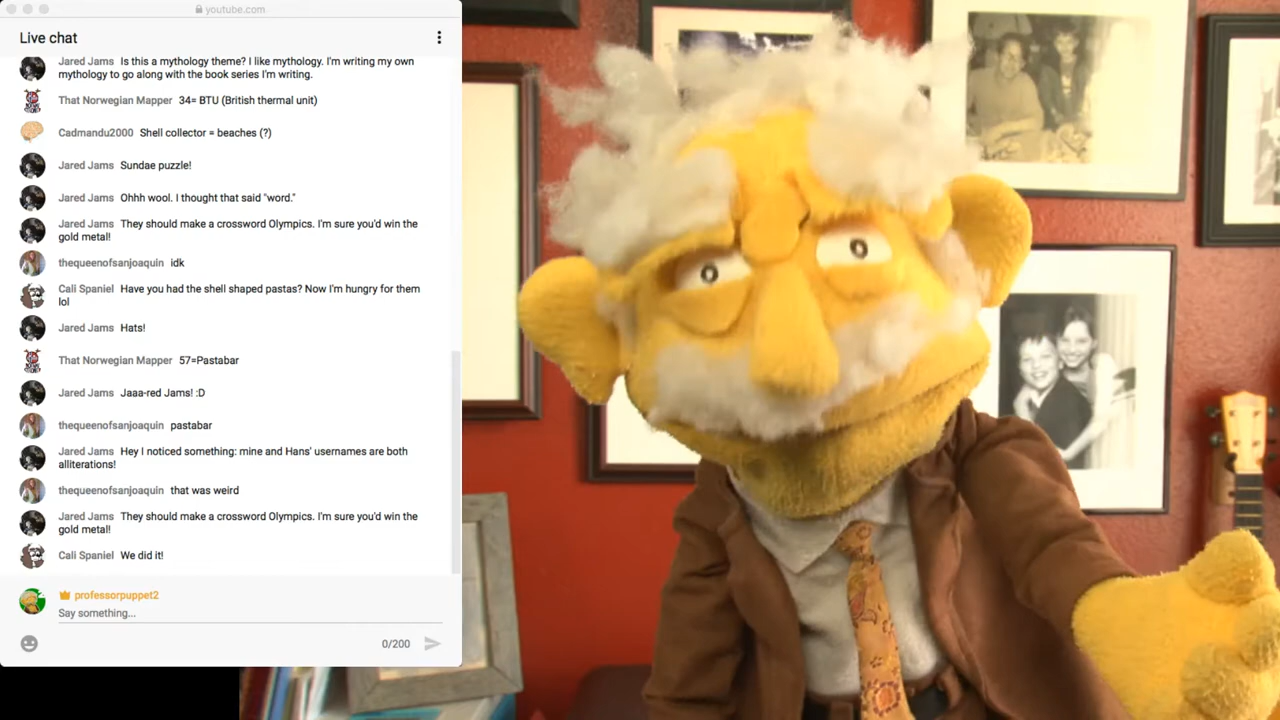 youtube.com
Live chat
Jared Jams Is this a mythology theme? I like mythology. I'm writing my own
mythology to go along with the book series I'm writing.
That Norwegian Mapper 34= BTU (British thermal unit)
Cadmandu2000 Shell collector = beaches (?)
Jared Jams Sundae puzzle!
Jared Jams Ohhh wool. I thought that said "word."
Jared Jams They should make a crossword Olympics. I'm sure you'd win the
gold metal!
thequeenofsanjoaquin idk
Cali Spaniel Have you had the shell shaped pastas? Now I'm hungry for them
lol
Jared Jams Hats!
That Norwegian Mapper 57=Pastabar
Jared Jams Jaaa-red Jams! :D
thequeenofsanjoaquin pastabar
Jared Jams Hey I noticed something: mine and Hans' usernames are both
alliterations!
thequeenofsanjoaquin that was weird
Jared Jams They should make a crossword Olympics. I'm sure you'd win the
gold metal!
Cali Spaniel We did it!
professorpuppet2
Say something...
0/200